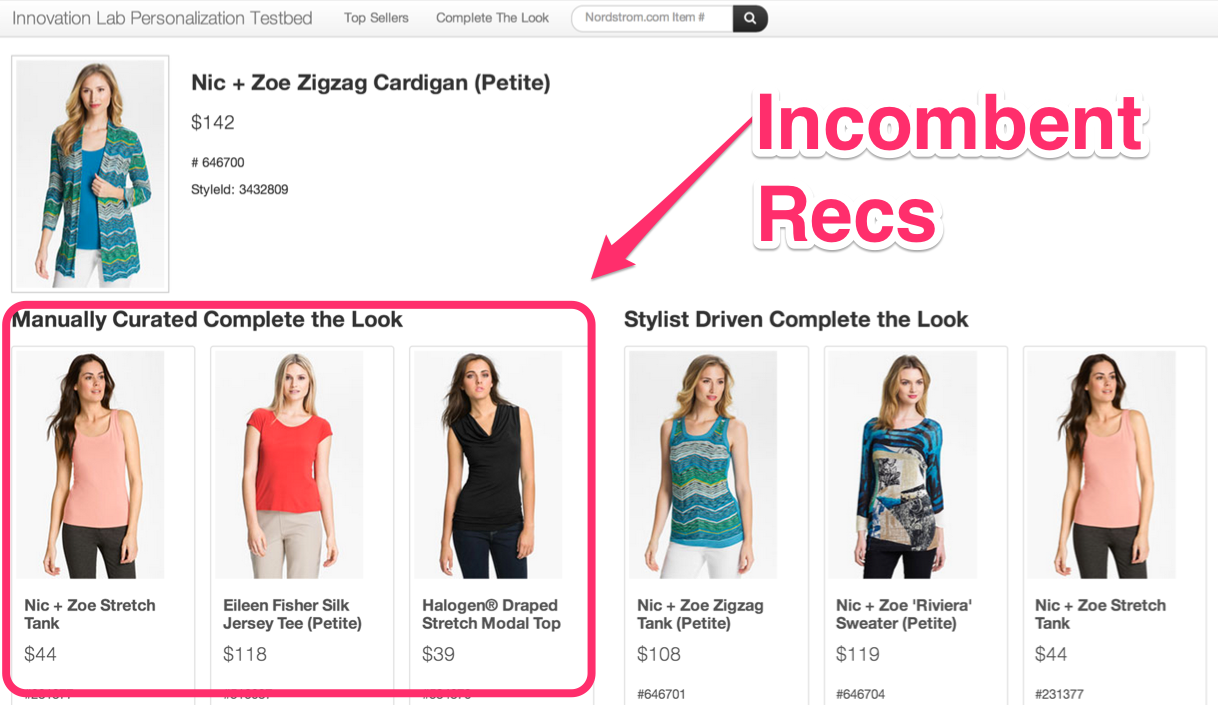 Innovation Lab Personalization Testbed
Top Sellers
Complete The Look
Nordstrom.com Item #
Nic + Zoe Zigzag Cardigan (Petite)
$142
# 646700
StyleId: 3432809
Incombent
Recs
Manually Curated Complete the Look
Nic + Zoe Stretch
Tank
$44
Eileen Fisher Silk
Jersey Tee (Petite)
$118
Halogen® Draped
Stretch Modal Top
$39
Stylist Driven Complete the Look
Nic + Zoe Zigzag
Tank (Petite)
$108
#646701
Nic + Zoe 'Riviera'
Sweater (Petite)
$119
#646704
Nic + Zoe Stretch
Tank
$44
#231377